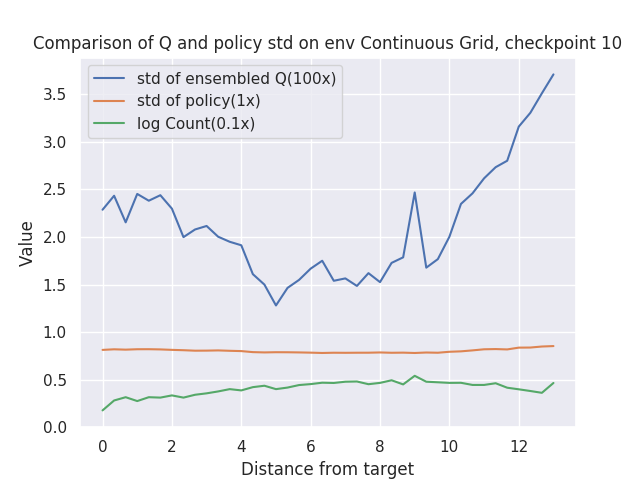 Comparison of Q and policy std on env Continuous Grid, checkpoint 10
std of ensembled Q(100x)
std of policy(1x)
log Count(0.1x)
Value
3.5
3.0
2.5
2.0
1.5
1.0
0.5
0.0
0 2 4 6 8 10 12
Distance from target